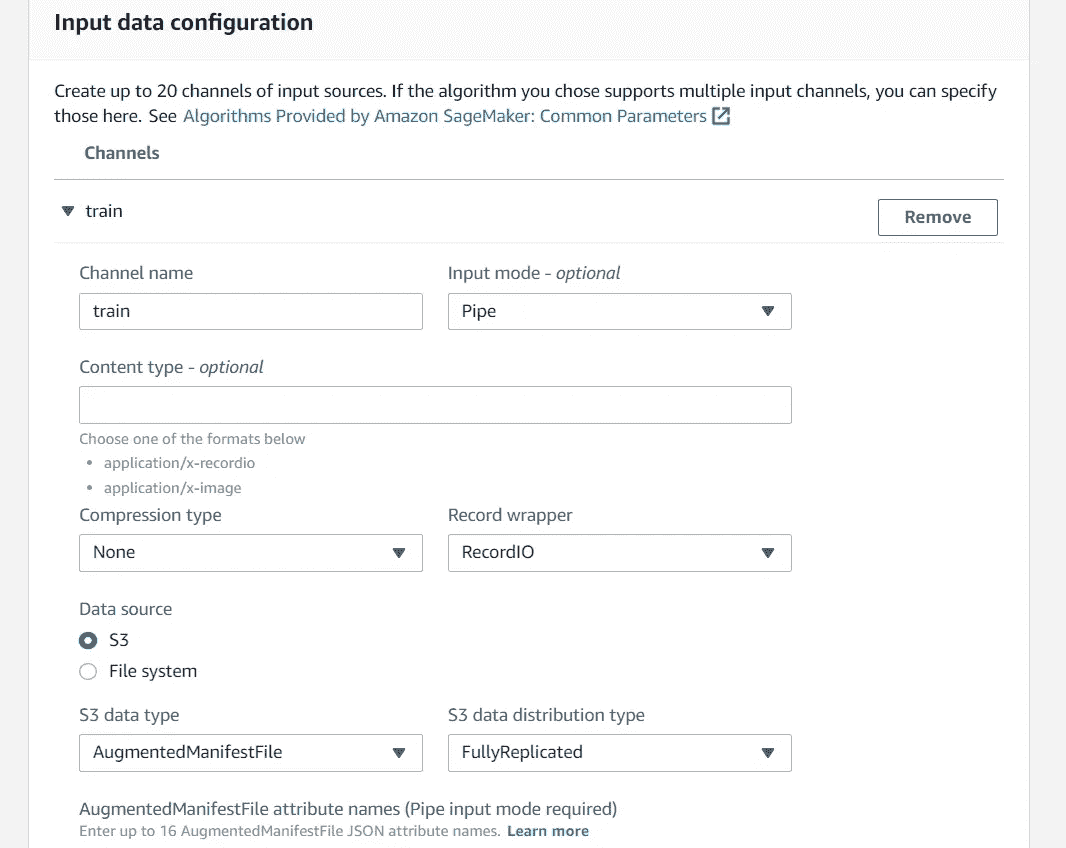 Input data configuration
Create up to 20 channels of input sources. If the algorithm you chose supports multiple input channels, you can specify
those here. See Algorithms Provided by Amazon SageMaker: Common Parameters
Channels
train
Remove
Channel name
Input mode - optional
train
Pipe
Content type - optional
Choose one of the formats below
• application/x-recordio
• application/x-image
Compression type
Record wrapper
None
RecordIO
Data source
S3
File system
S3 data type
S3 data distribution type
AugmentedManifestFile
FullyReplicated
AugmentedManifestFile attribute names (Pipe input mode required)
Enter up to 16 AugmentedManifestFile JSON attribute names. Learn more